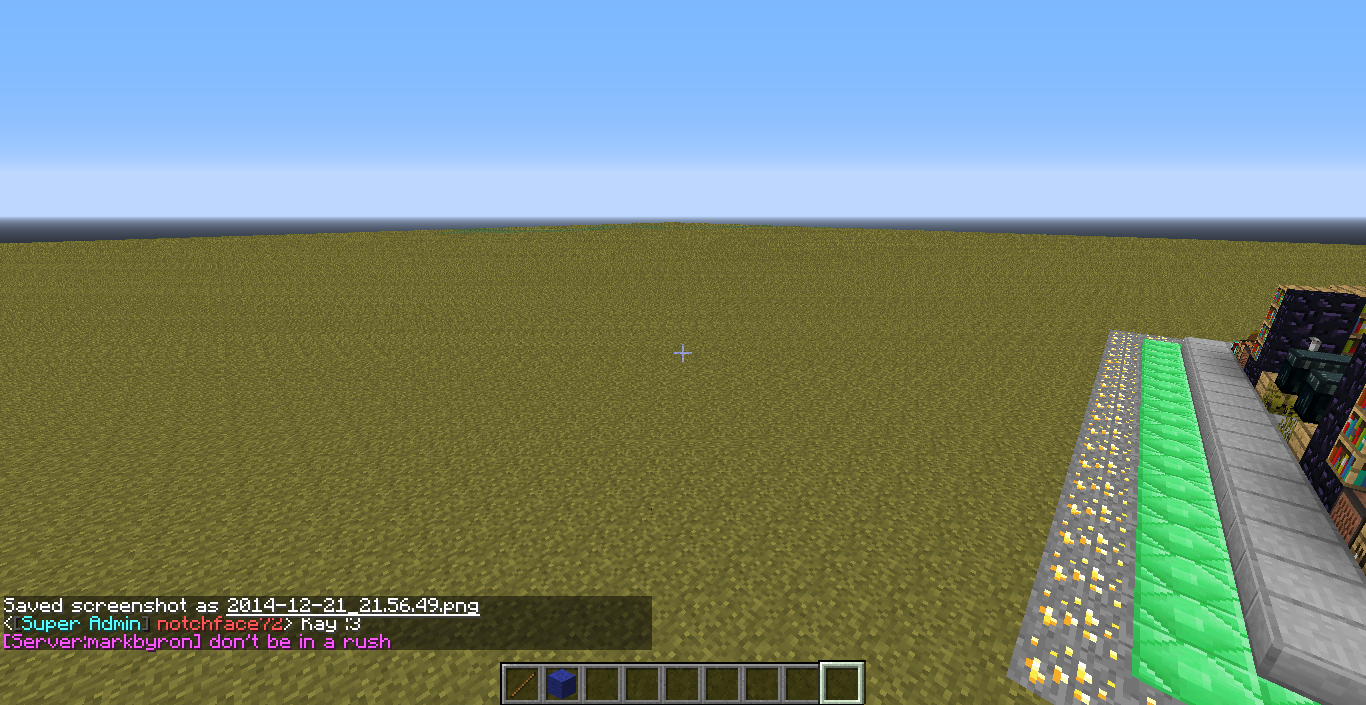 Saved screenshot as 2014-12-21_21.56.49.png
<[Super Admin] notchface72> Kay :3
[Server:markbyron] don't be in a rush